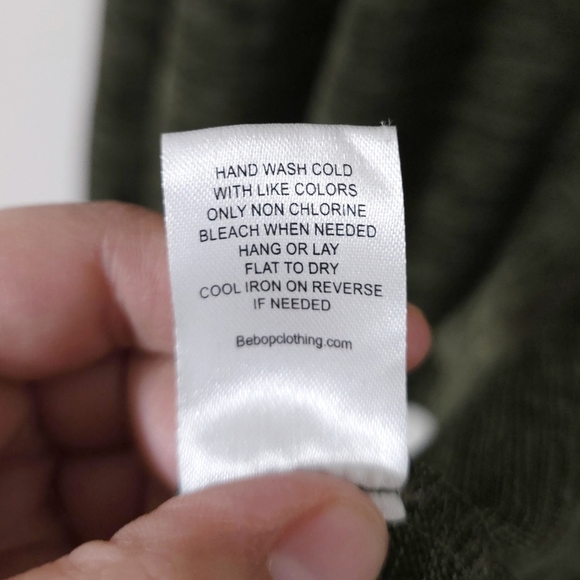 HAND WASH COLD
WITH LIKE COLORS
ONLY NON CHLORINE
BLEACH WHEN NEEDED
HANG OR LAY
FLAT TO DRY
COOL IRON ON REVERSE
IF NEEDED
Bebopclothing.com